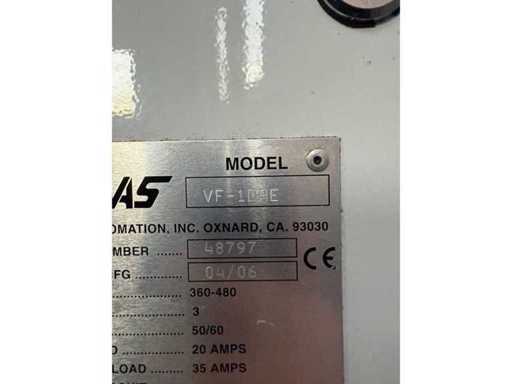 MODEL
AS VF-1D
OMATION, INC. OXNARD, CA. 93030
MBER ....... 48797
FG .......... 04/06
360-480
3
50/60
D 20 AMPS
LOAD 35 AMPS